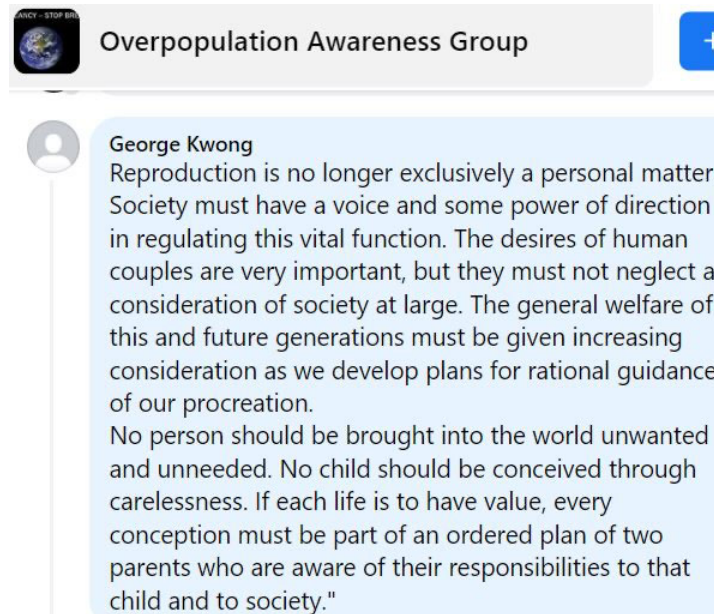 ANCY – STOP BRE
Overpopulation Awareness Group
+
George Kwong
Reproduction is no longer exclusively a personal matter
Society must have a voice and some power of direction
in regulating this vital function. The desires of human
couples are very important, but they must not neglect a
consideration of society at large. The general welfare of
this and future generations must be given increasing
consideration as we develop plans for rational guidance
of our procreation.
No person should be brought into the world unwanted
and unneeded. No child should be conceived through
carelessness. If each life is to have value, every
conception must be part of an ordered plan of two
parents who are aware of their responsibilities to that
child and to society."